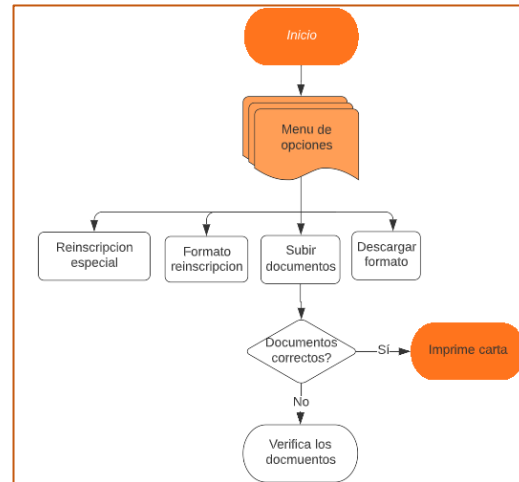 Inicio
Menu de
opciones
Reinscripcion
especial
Formato
reinscripcion
Subir
documentos
Descargar
formato
Documentos
correctos?
Sí
Imprime carta
No
Verifica los
docmuentos